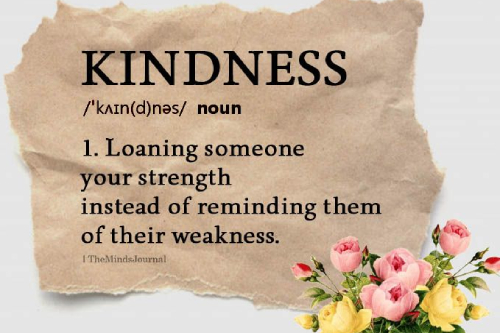 KINDNESS
/ˈkʌɪn(d)nəs/ noun
1. Loaning someone
your strength
instead of reminding them
of their weakness.
| TheMindsJournal